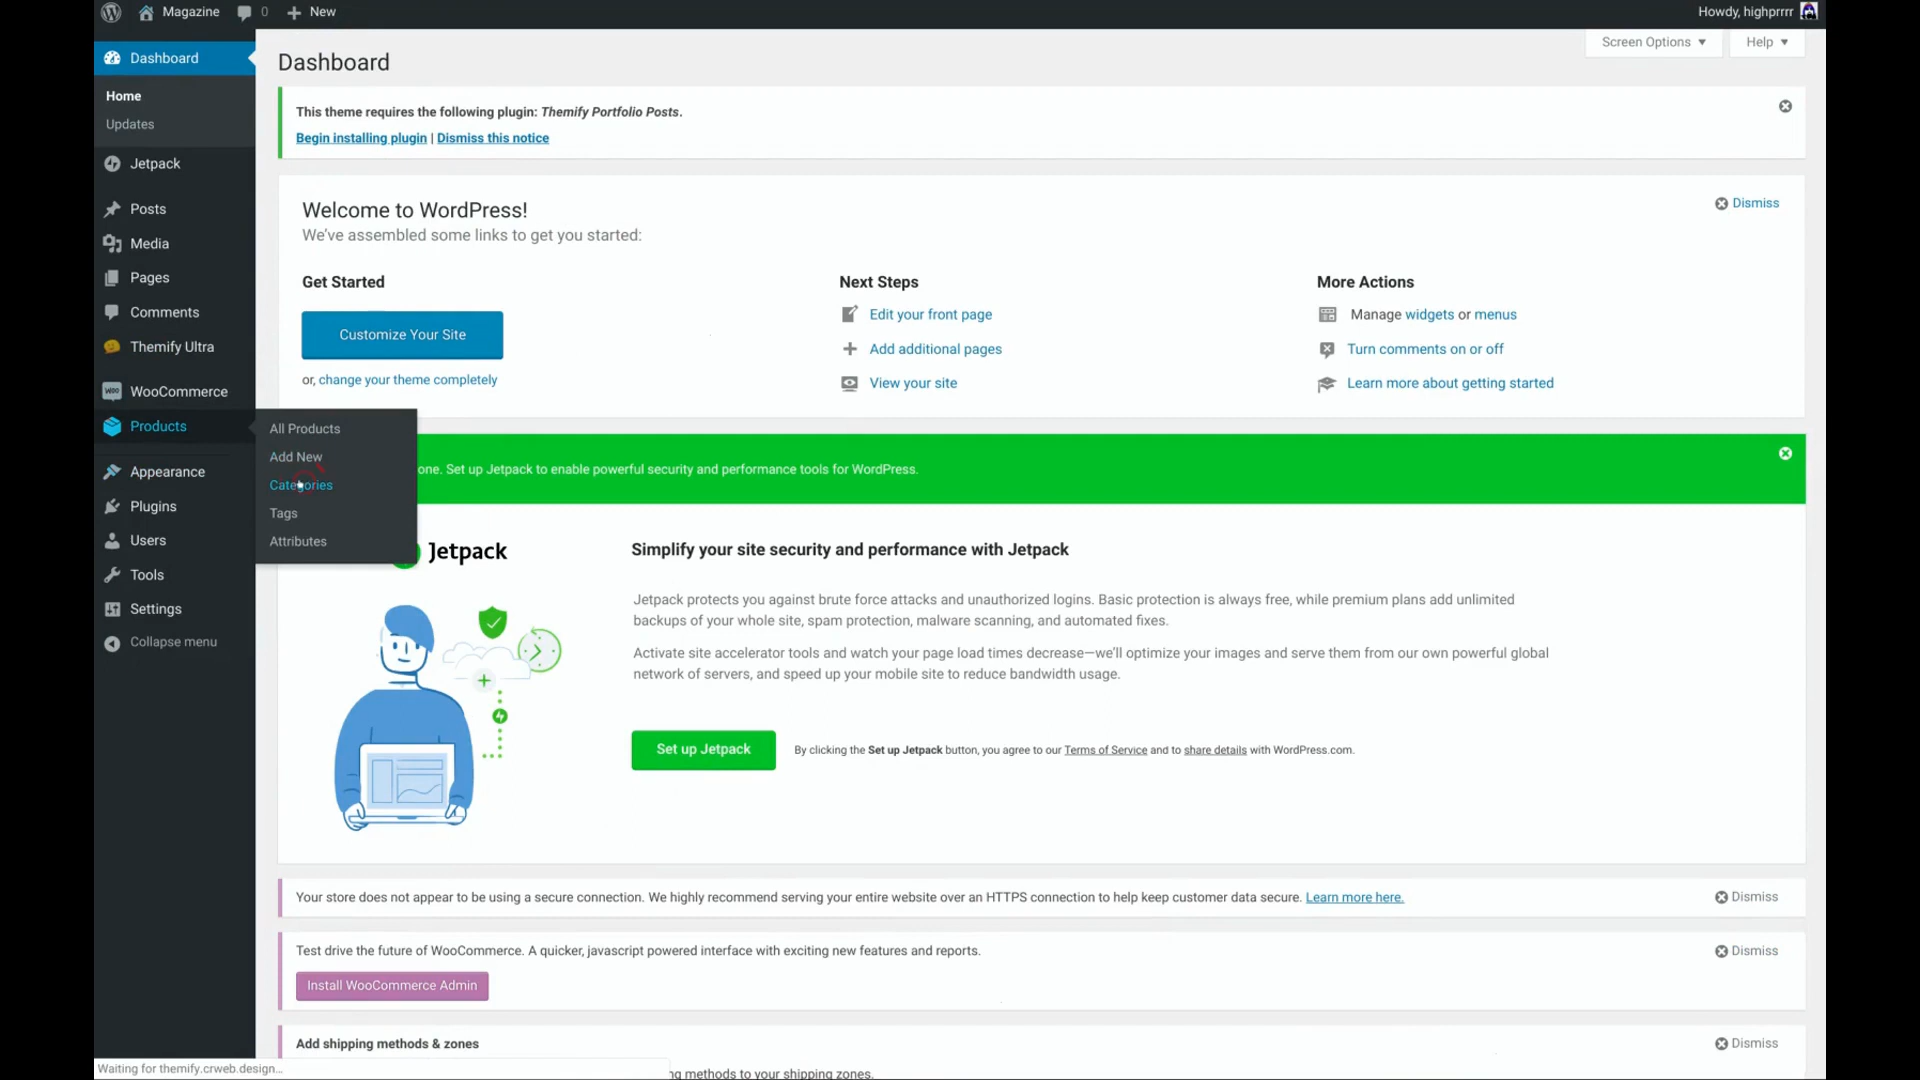 Magazine
0
New
Howdy, highprrrr
Dashboard
Home
Updates
Jetpack
Posts
Media
Pages
Comments
Themify Ultra
WooCommerce
Products
Appearance
Plugins
Users
Tools
Settings
Collapse menu
All Products
Add New
Categories
Tags
Attributes
Screen Options
Help
Dashboard
This theme requires the following plugin: Themify Portfolio Posts.
Begin installing plugin | Dismiss this notice
Welcome to WordPress!
We've assembled some links to get you started:
Dismiss
Get Started
Customize Your Site
or, change your theme completely
Next Steps
Edit your front page
Add additional pages
View your site
More Actions
Manage widgets or menus
Turn comments on or off
Learn more about getting started
one. Set up Jetpack to enable powerful security and performance tools for WordPress.
Jetpack
Simplify your site security and performance with Jetpack
Jetpack protects you against brute force attacks and unauthorized logins. Basic protection is always free, while premium plans add unlimited
backups of your whole site, spam protection, malware scanning, and automated fixes.
Activate site accelerator tools and watch your page load times decrease—we'll optimize your images and serve them from our own powerful global
network of servers, and speed up your mobile site to reduce bandwidth usage.
Set up Jetpack
By clicking the Set up Jetpack button, you agree to our Terms of Service and to share details with WordPress.com.
Your store does not appear to be using a secure connection. We highly recommend serving your entire website over an HTTPS connection to help keep customer data secure. Learn more here.
Dismiss
Test drive the future of WooCommerce. A quicker, javascript powered interface with exciting new features and reports.
Dismiss
Install WooCommerce Admin
Add shipping methods & zones
Dismiss
Waiting for themify.crweb.design...
ng methods to your shipping zones.